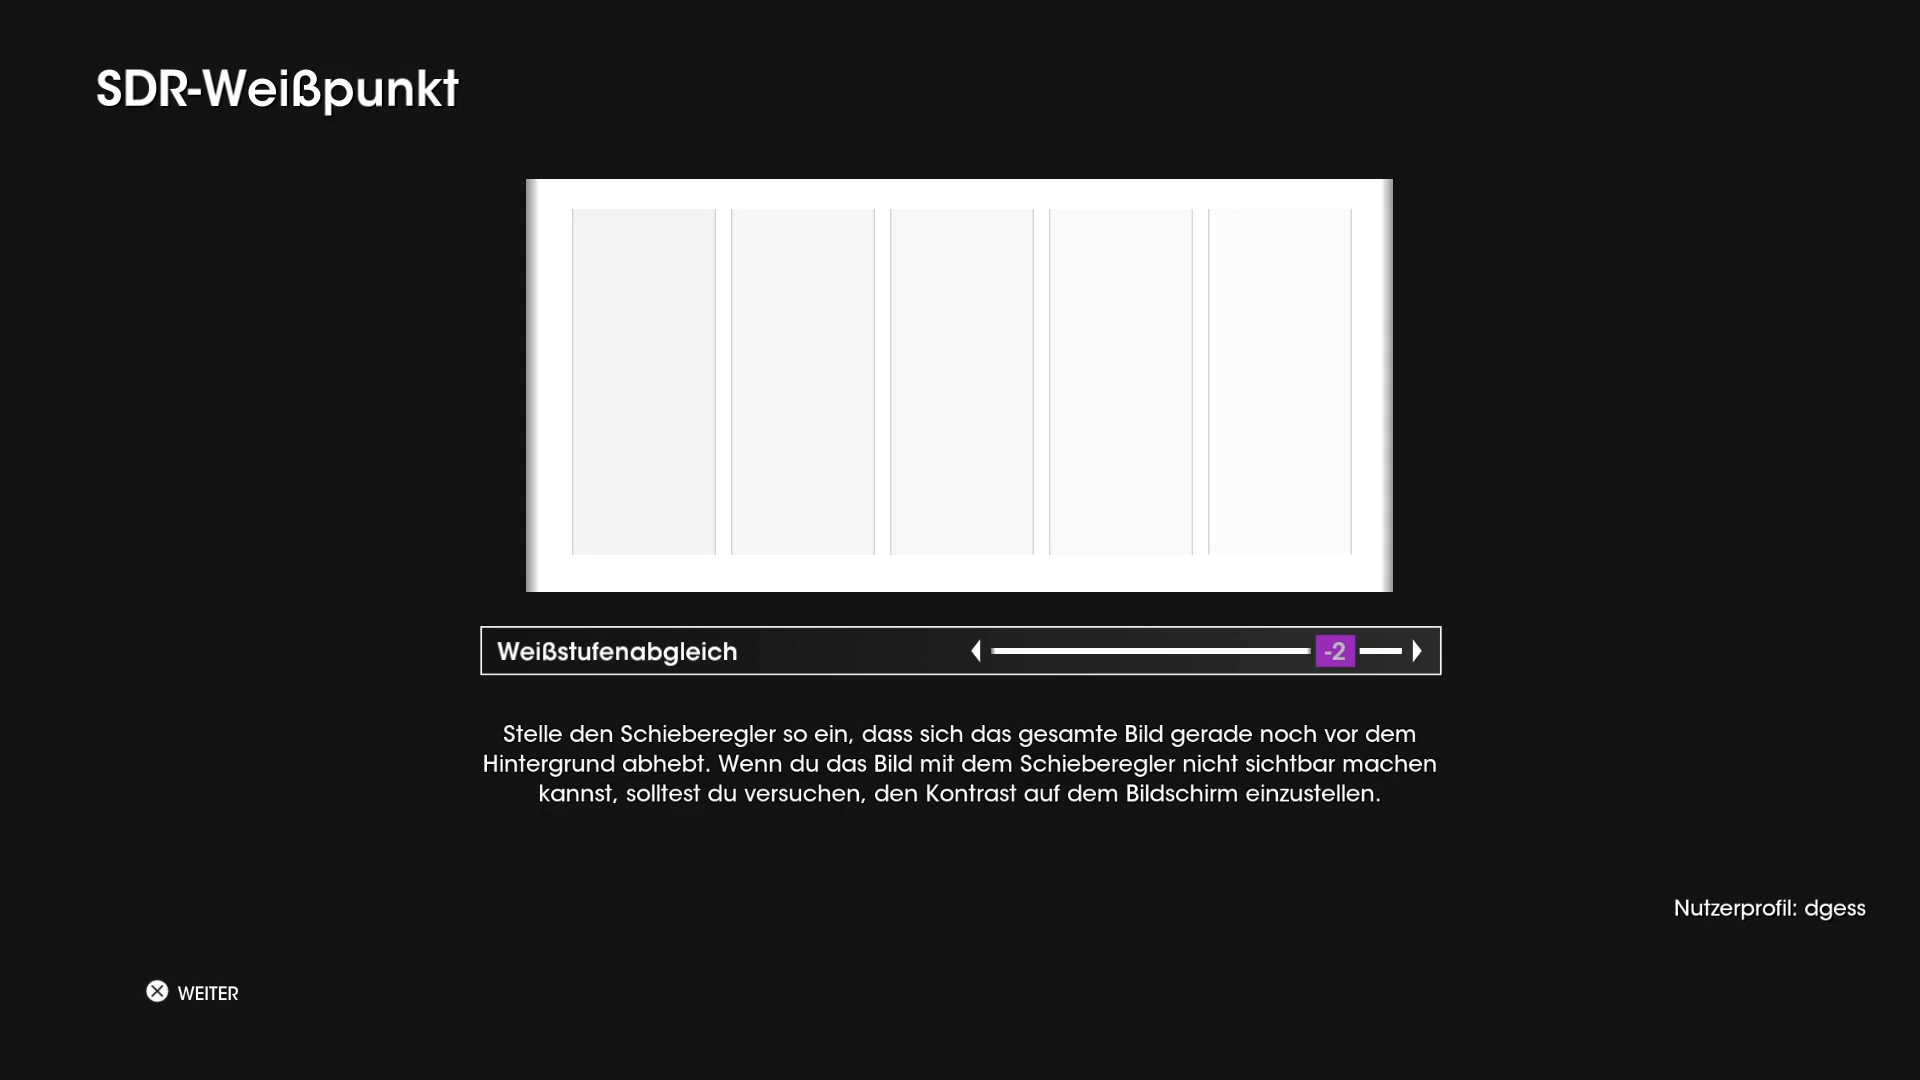 SDR-Weißpunkt
Weißstufenabgleich
-2
Stelle den Schieberegler so ein, dass sich das gesamte Bild gerade noch vor dem
Hintergrund abhebt. Wenn du das Bild mit dem Schieberegler nicht sichtbar machen
kannst, solltest du versuchen, den Kontrast auf dem Bildschirm einzustellen.
Nutzerprofil: dgess
WEITER